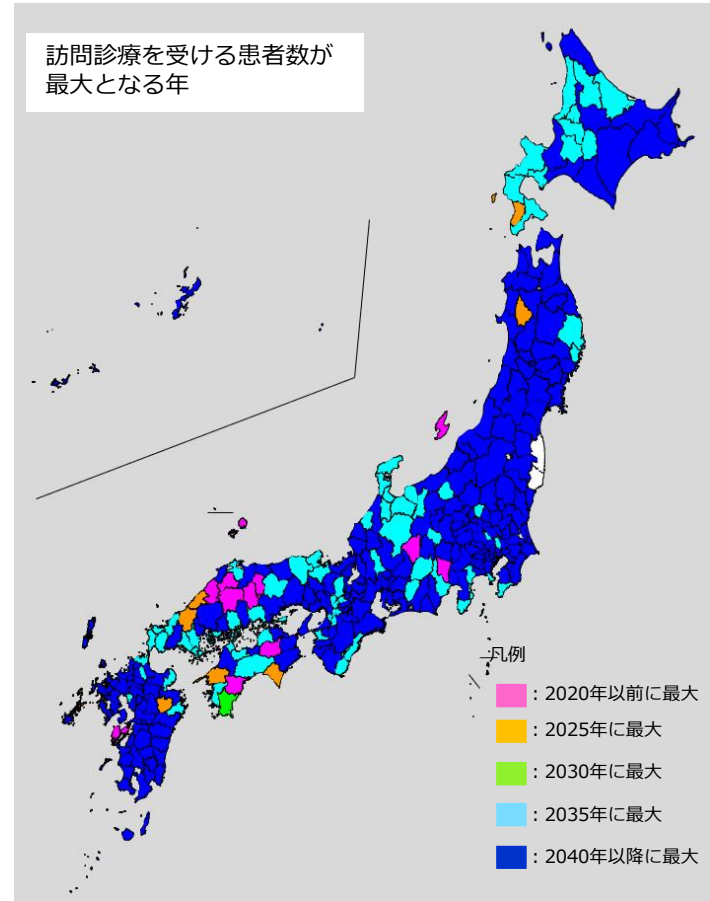 訪問診療を受ける患者数が
最大となる年
凡例
：2020年以前に最大
：2025年に最大
：2030年に最大
：2035年に最大
：2040年以降に最大